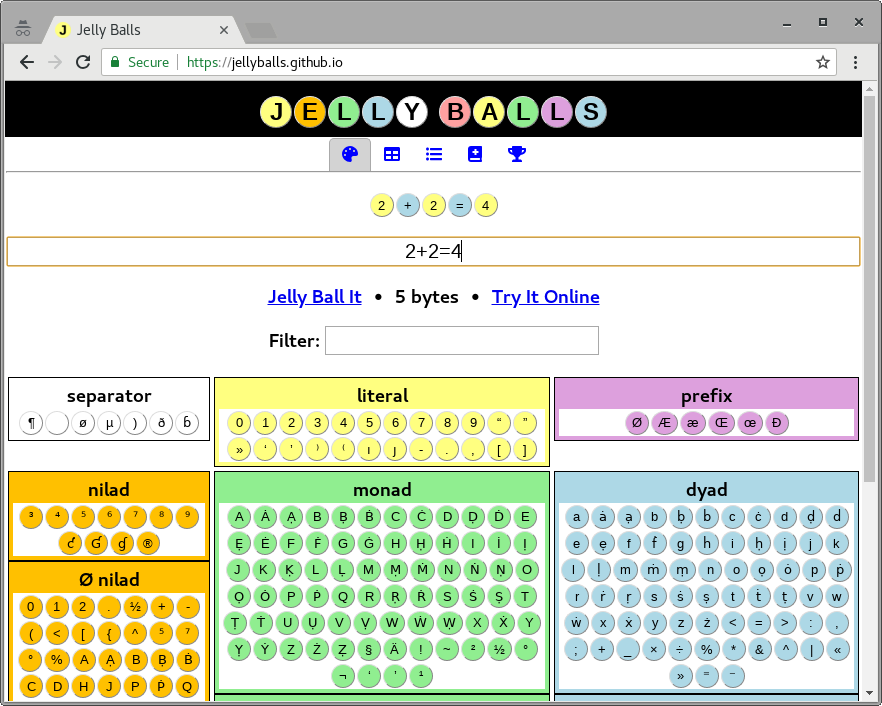 J Jelly Balls
Secure https://jellyballs.github.io
JELLY BALLS
2 + 2 = 4
2+2=4
Jelly Ball It • 5 bytes • Try It Online
Filter:
separator
¶ ø µ ) ð ɓ
literal
0 1 2 3 4 5 6 7 8 9 “ ”
» ‘ ’ ⁾ ⁽ ı ȷ - . , [ ]
prefix
Ø Æ æ Œ œ Ð
nilad
³ ⁴ ⁵ ⁶ ⁷ ⁸ ⁹
ƈ Ɠ ɠ ®
Ø nilad
0 1 2 . ½ + -
( < [ { ^ ⁵ ⁷
° % A Ạ B Ḅ Ḃ
C D H J P Ṗ Q
monad
A Ȧ Ạ B Ḅ Ḃ C Ċ D Ḍ Ḋ E
Ẹ Ė F Ḟ G Ġ H Ḥ Ḣ I İ Ị
J K Ḳ L Ḷ M Ṃ Ṁ N Ṅ Ṇ O
Ọ Ȯ P Ṗ Q R Ṛ Ṙ S Ṡ Ṣ T
Ṭ Ṫ U Ụ V Ṿ W Ẇ Ẉ X Ẋ Y
Ỵ Ẏ Z Ż Ẓ § Ä ! ~ ² ½ °
¬ ‘ ’ ¹
dyad
a ȧ ạ b ḅ ḃ c ċ d ḍ ḋ
e ẹ f ḟ g ḣ i ḥ ị j k
l ḷ m ṁ ṃ n o ọ ȯ p ṗ
r ṙ ṛ s ṡ ṣ t ṫ ṭ v w
ẇ x ẋ y z ż < = > : ,
; + _ × ÷ % * & ^ | «
» ⁼ ⁻